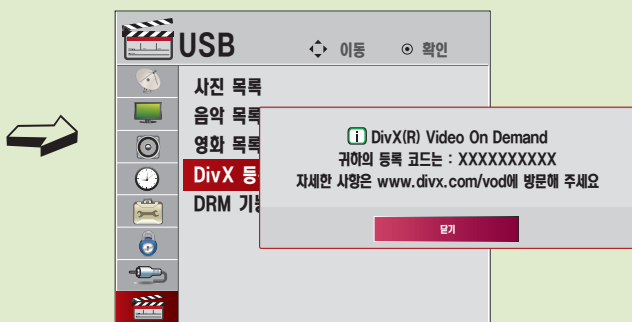 USB
이동 확인
사진 목록
음악 목록
영화 목록
DivX
DRM
DivX(R) Video On Demand
귀하의 등록 코드는 : XXXXXXXXXX
자세한 사항은 www.divx.com/vod에 방문해 주세요
닫기